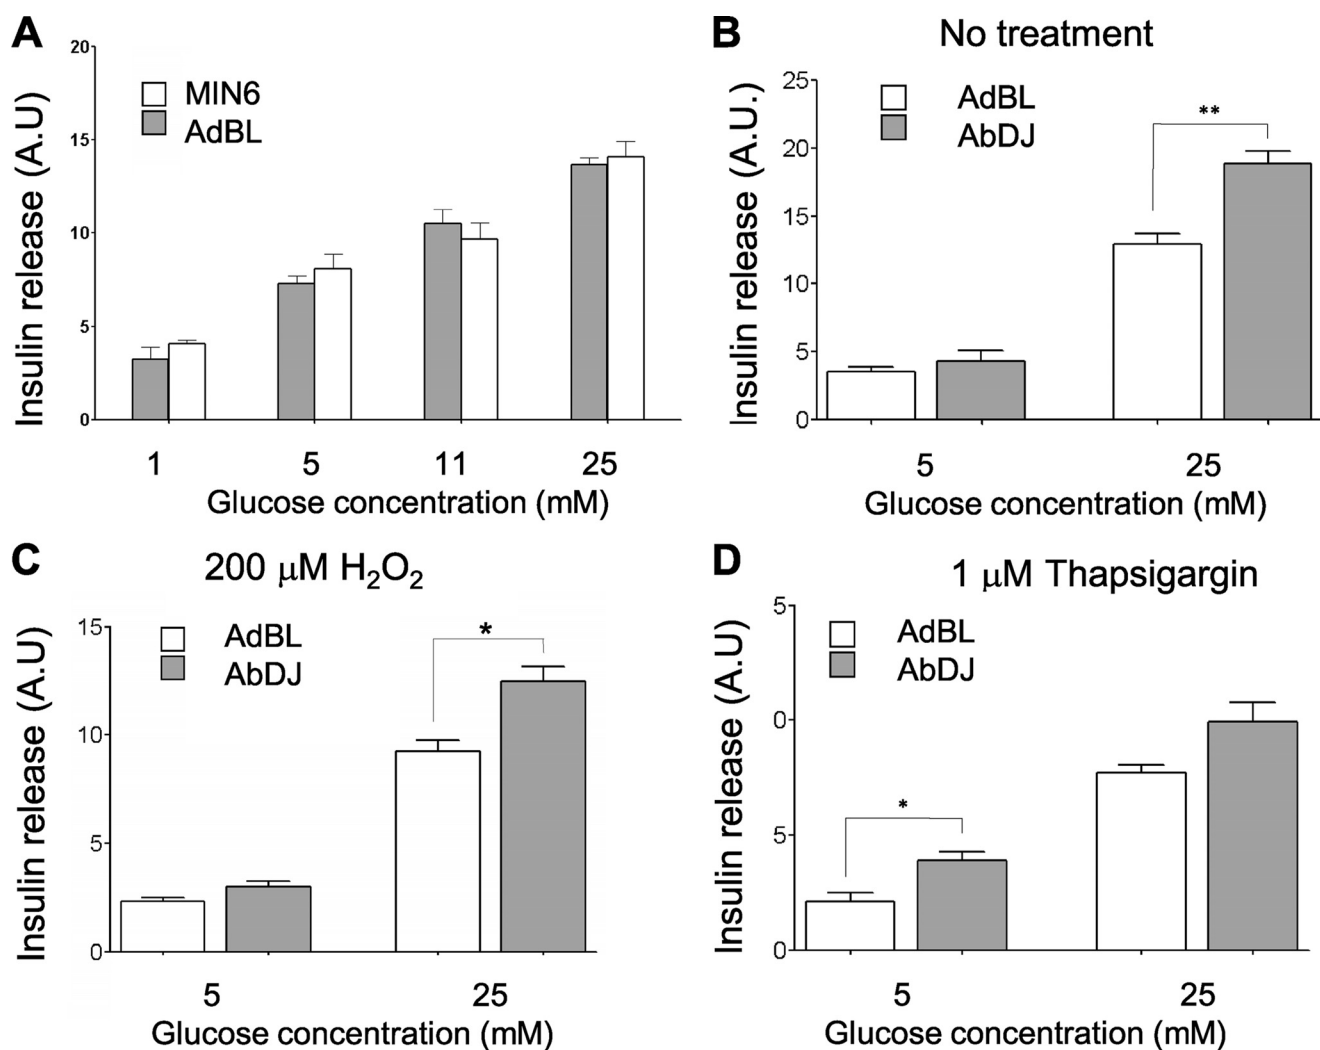 A
20
15
10
5
0
MIN6
AdBL
Insulin release (A.U)
1 5 11 25
Glucose concentration (mM)
B No treatment
25
20
15
10
5
0
AdBL
AbDJ
**
Insulin release (A.U.)
5 25
Glucose concentration (mM)
C 200 μM H₂O₂
15
10
5
0
AdBL
AbDJ
*
Insulin release (A.U)
5 25
Glucose concentration (mM)
D 1 μM Thapsigargin
5
0
5
0
AdBL
AbDJ
*
Insulin release (A.U)
5 25
Glucose concentration (mM)